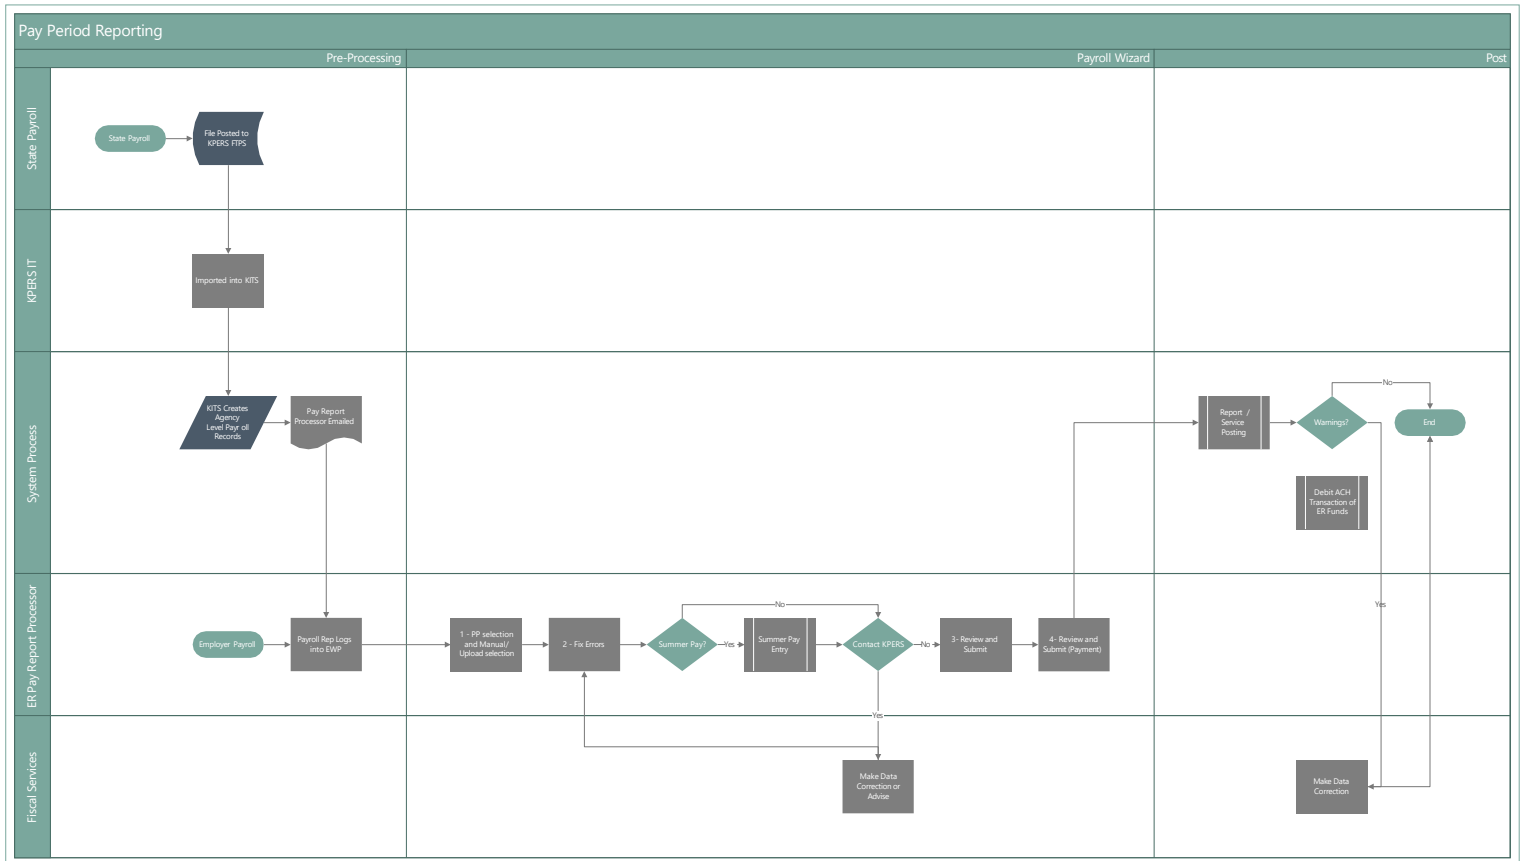 Pay Period Reporting
Pre-Processing
Payroll Wizard
Post
State Payroll
State Payroll
File Posted to
KPERS FTPS
KPERS IT
Imported into KITS
System Process
KITS Creates
Agency
Level Payr oll
Records
Pay Report
Processor Emailed
Report /
Service
Posting
Warnings?
No
End
Debit ACH
Transaction of
ER Funds
Yes
ER Pay Report Processor
Employer Payroll
Payroll Rep Logs
into EWP
1 - PP selection
and Manual/
Upload selection
2 - Fix Errors
Summer Pay?
No
Yes
Summer Pay
Entry
Contact KPERS
No
3- Review and
Submit
4- Review and
Submit (Payment)
Yes
Fiscal Services
Make Data
Correction or
Advise
Make Data
Correction